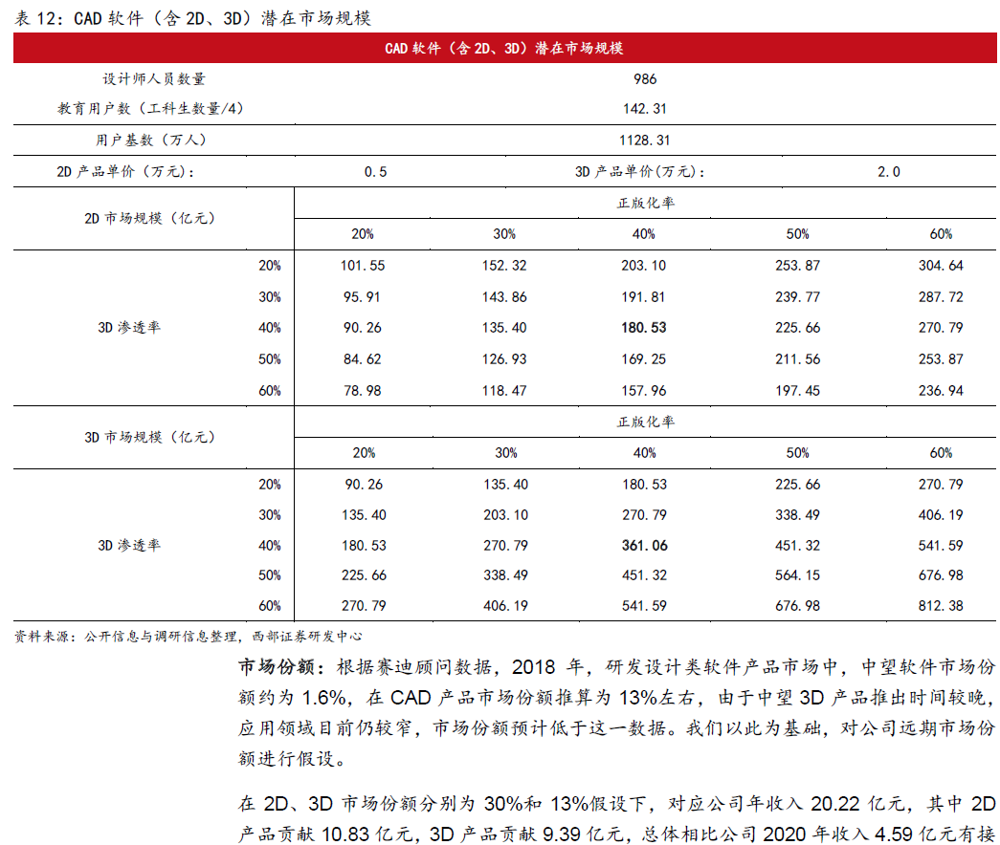 表 12：CAD 软件（含 2D、3D）潜在市场规模
CAD 软件（含 2D、3D）潜在市场规模
设计师人员数量 986
教育用户数（工科生数量/4） 142.31
用户基数（万人） 1128.31
2D 产品单价（万元）： 0.5 3D 产品单价(万元)： 2.0
2D 市场规模（亿元） 正版化率
20% 30% 40% 50% 60%
20% 101.55 152.32 203.10 253.87 304.64
30% 95.91 143.86 191.81 239.77 287.72
3D 渗透率 40% 90.26 135.40 180.53 225.66 270.79
50% 84.62 126.93 169.25 211.56 253.87
60% 78.98 118.47 157.96 197.45 236.94
3D 市场规模（亿元） 正版化率
20% 30% 40% 50% 60%
20% 90.26 135.40 180.53 225.66 270.79
30% 135.40 203.10 270.79 338.49 406.19
3D 渗透率 40% 180.53 270.79 361.06 451.32 541.59
50% 225.66 338.49 451.32 564.15 676.98
60% 270.79 406.19 541.59 676.98 812.38
资料来源：公开信息与调研信息整理，西部证券研发中心
市场份额：根据赛迪顾问数据，2018 年，研发设计类软件产品市场中，中望软件市场份
额约为 1.6%，在 CAD 产品市场份额推算为 13%左右，由于中望 3D 产品推出时间较晚，
应用领域目前仍较窄，市场份额预计低于这一数据。我们以此为基础，对公司远期市场份
额进行假设。
在 2D、3D 市场份额分别为 30%和 13%假设下，对应公司年收入 20.22 亿元，其中 2D
产品贡献 10.83 亿元，3D 产品贡献 9.39 亿元，总体相比公司 2020 年收入 4.59 亿元有接